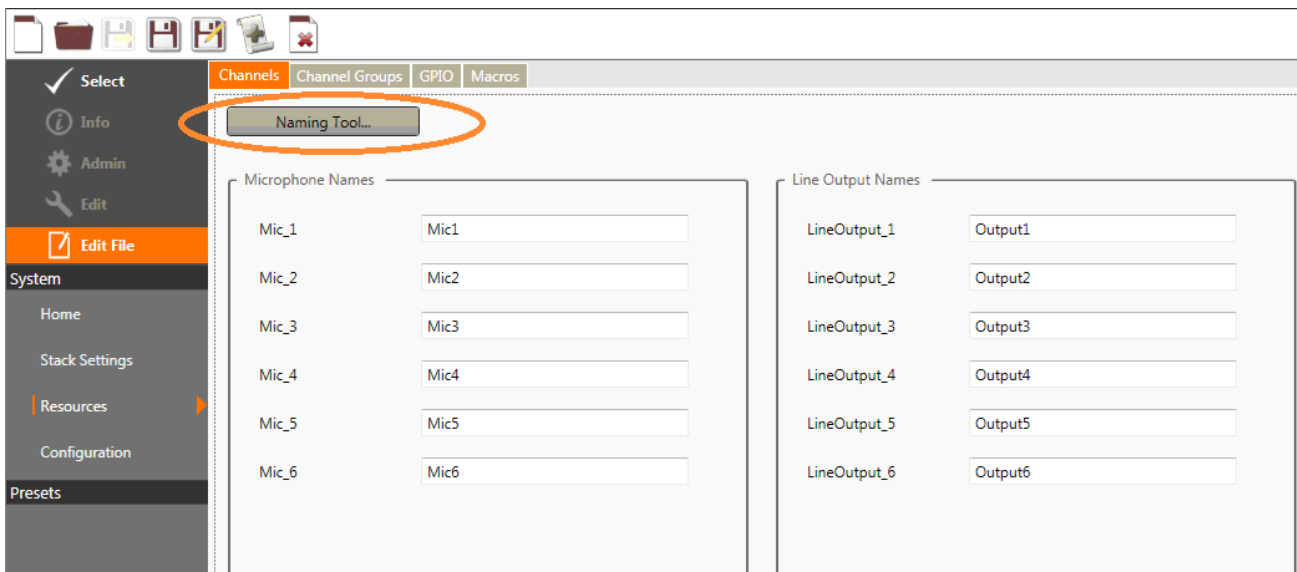 Select
Info
Admin
Edit
Edit File
System
Home
Stack Settings
Resources
Configuration
Presets
Channels
Channel Groups
GPIO
Macros
Naming Tool...
Microphone Names
Mic_1 Mic1
Mic_2 Mic2
Mic_3 Mic3
Mic_4 Mic4
Mic_5 Mic5
Mic_6 Mic6
Line Output Names
LineOutput_1 Output1
LineOutput_2 Output2
LineOutput_3 Output3
LineOutput_4 Output4
LineOutput_5 Output5
LineOutput_6 Output6